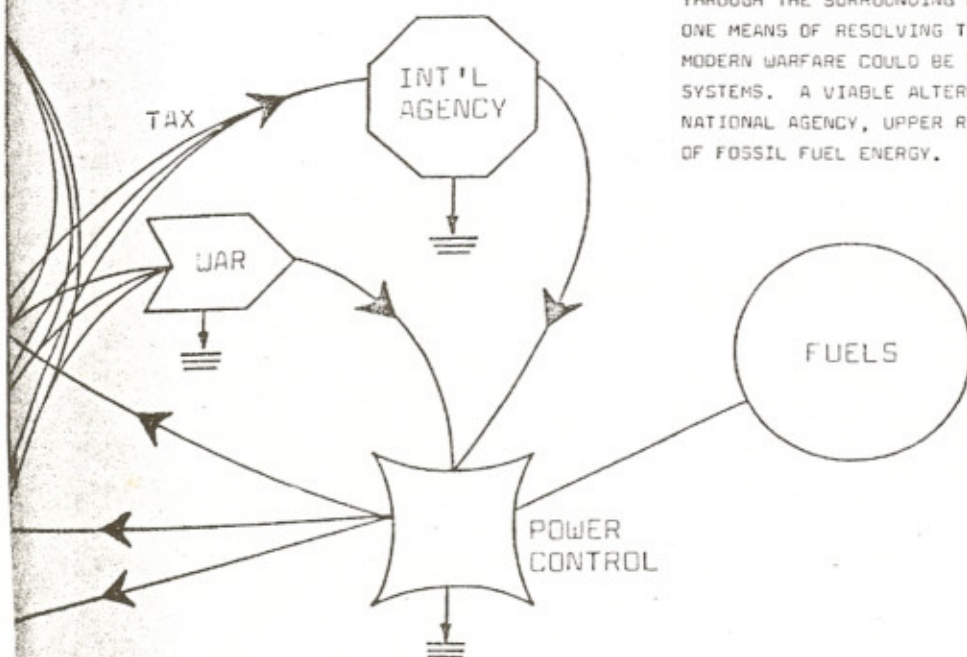 THROUGH THE SURROUNDING
ONE MEANS OF RESOLVING
MODERN WARFARE COULD BE
SYSTEMS. A VIABLE
NATIONAL AGENCY, UPPER
OF FOSSIL FUEL ENERGY.
INT'L
AGENCY
TAX
WAR
FUELS
POWER
CONTROL